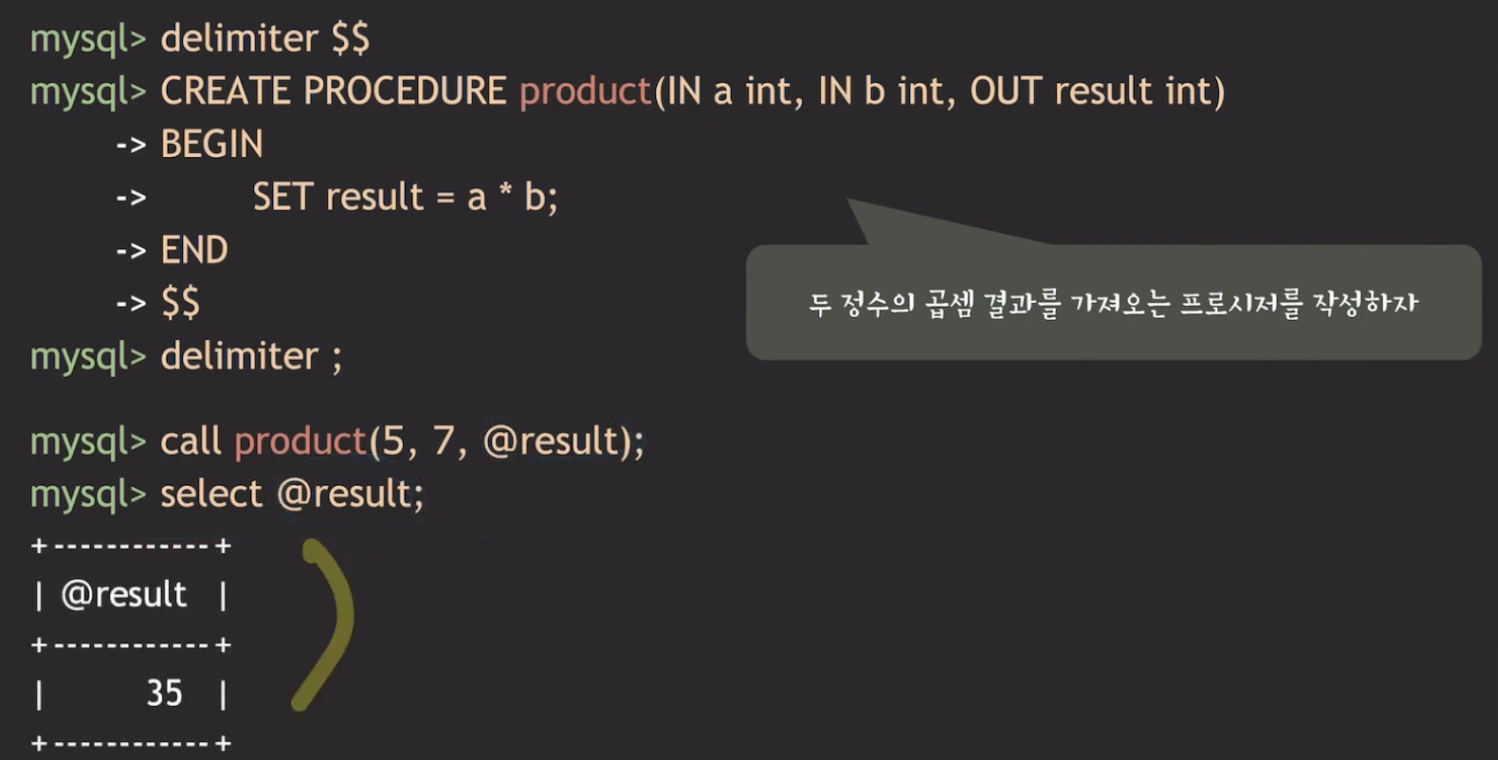 mysql> delimiter $$
mysql> CREATE PROCEDURE product(IN a int, IN b int, OUT result int)
-> BEGIN
-> SET result = a * b;
-> END
-> $$
mysql> delimiter ;
두 정수의 곱셈 결과를 가져오는 프로시저를 작성하자
mysql> call product(5, 7, @result);
mysql> select @result;
+------------+
| @result |
+------------+
| 35 |
+------------+